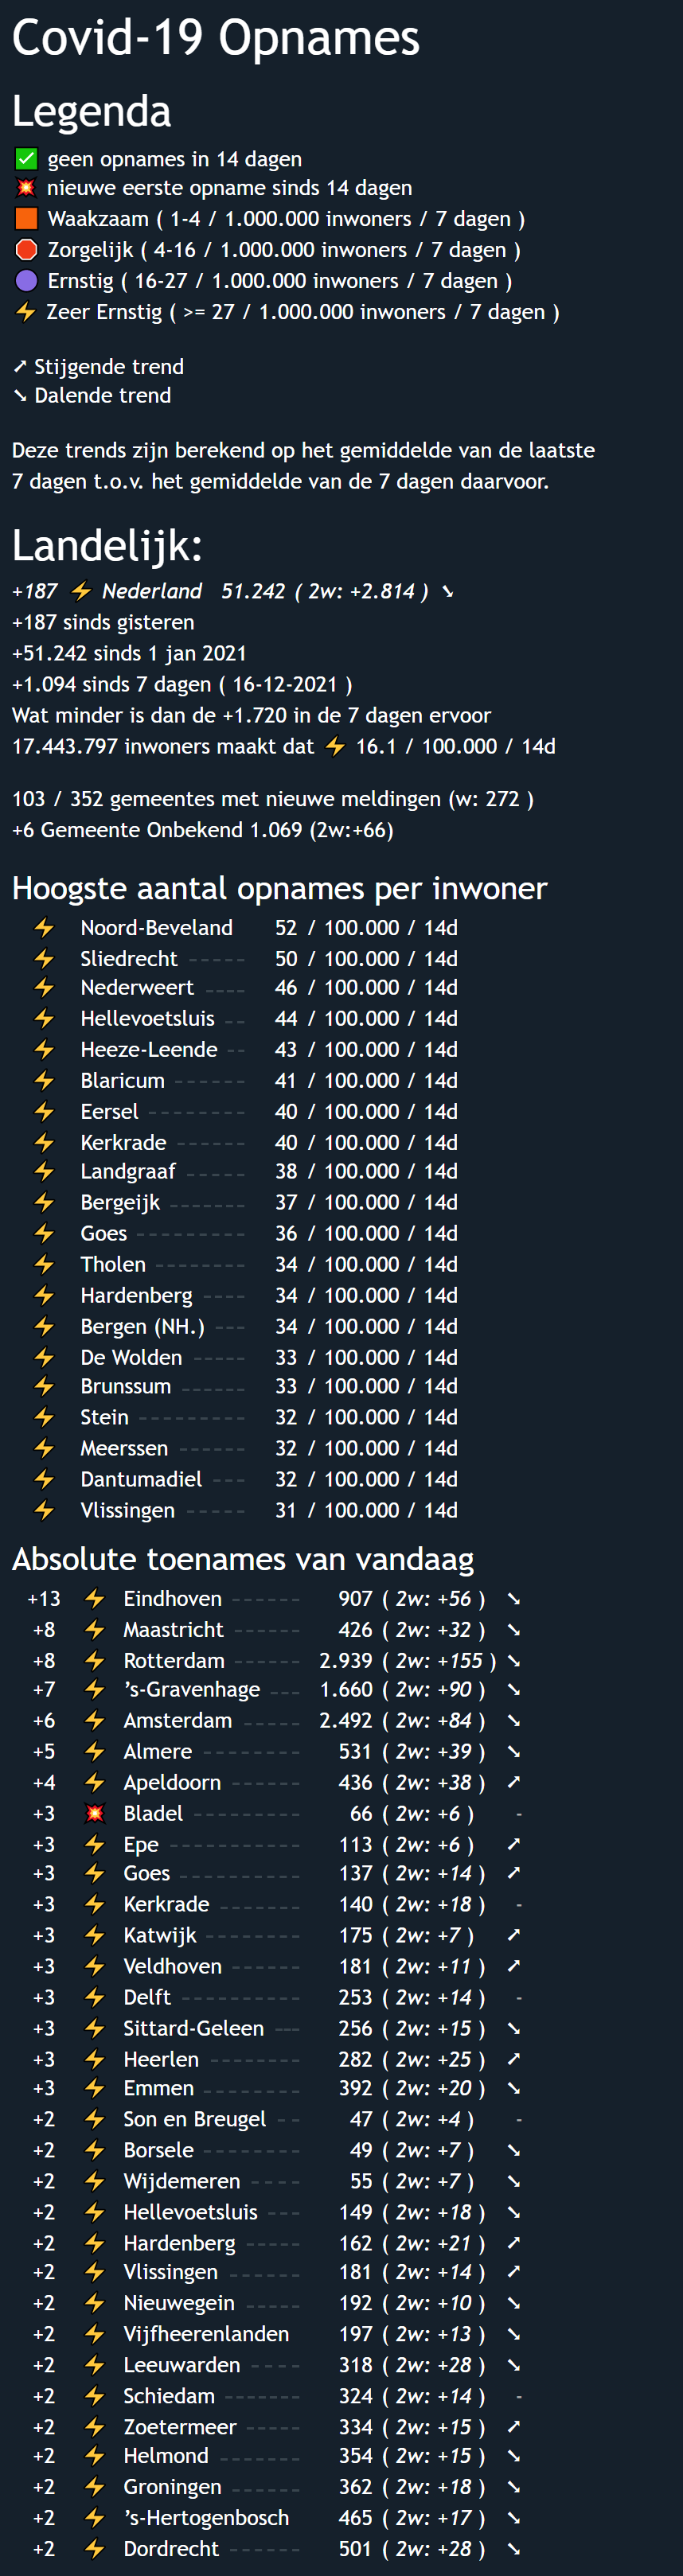 Covid-19 Opnames
Legenda
✅ geen opnames in 14 dagen
💥 nieuwe eerste opname sinds 14 dagen
🟧 Waakzaam ( 1-4 / 1.000.000 inwoners / 7 dagen )
🛑 Zorgelijk ( 4-16 / 1.000.000 inwoners / 7 dagen )
🟣 Ernstig ( 16-27 / 1.000.000 inwoners / 7 dagen )
⚡ Zeer Ernstig ( >= 27 / 1.000.000 inwoners / 7 dagen )
➚ Stijgende trend
➘ Dalende trend
Deze trends zijn berekend op het gemiddelde van de laatste
7 dagen t.o.v. het gemiddelde van de 7 dagen daarvoor.
Landelijk:
+187 ⚡ Nederland 51.242 ( 2w: +2.814 ) ➘
+187 sinds gisteren
+51.242 sinds 1 jan 2021
+1.094 sinds 7 dagen ( 16-12-2021 )
Wat minder is dan de +1.720 in de 7 dagen ervoor
17.443.797 inwoners maakt dat ⚡ 16.1 / 100.000 / 14d
103 / 352 gemeentes met nieuwe meldingen (w: 272 )
+6 Gemeente Onbekend 1.069 (2w:+66)
Hoogste aantal opnames per inwoner
⚡ Noord-Beveland 52 / 100.000 / 14d
⚡ Sliedrecht ----- 50 / 100.000 / 14d
⚡ Nederweert ---- 46 / 100.000 / 14d
⚡ Hellevoetsluis -- 44 / 100.000 / 14d
⚡ Heeze-Leende -- 43 / 100.000 / 14d
⚡ Blaricum ------ 41 / 100.000 / 14d
⚡ Eersel -------- 40 / 100.000 / 14d
⚡ Kerkrade ------ 40 / 100.000 / 14d
⚡ Landgraaf ----- 38 / 100.000 / 14d
⚡ Bergeijk ------- 37 / 100.000 / 14d
⚡ Goes --------- 36 / 100.000 / 14d
⚡ Tholen -------- 34 / 100.000 / 14d
⚡ Hardenberg ---- 34 / 100.000 / 14d
⚡ Bergen (NH.) --- 34 / 100.000 / 14d
⚡ De Wolden ----- 33 / 100.000 / 14d
⚡ Brunssum ------ 33 / 100.000 / 14d
⚡ Stein --------- 32 / 100.000 / 14d
⚡ Meerssen ------ 32 / 100.000 / 14d
⚡ Dantumadiel --- 32 / 100.000 / 14d
⚡ Vlissingen ----- 31 / 100.000 / 14d
Absolute toenames van vandaag
+13 ⚡ Eindhoven ------ 907 ( 2w: +56 ) ➘
+8 ⚡ Maastricht ------ 426 ( 2w: +32 ) ➘
+8 ⚡ Rotterdam ------ 2.939 ( 2w: +155 ) ➘
+7 ⚡ ’s-Gravenhage --- 1.660 ( 2w: +90 ) ➘
+6 ⚡ Amsterdam ----- 2.492 ( 2w: +84 ) ➘
+5 ⚡ Almere --------- 531 ( 2w: +39 ) ➘
+4 ⚡ Apeldoorn ------ 436 ( 2w: +38 ) ➚
+3 💥 Bladel ---------- 66 ( 2w: +6 ) -
+3 ⚡ Epe ------------ 113 ( 2w: +6 ) ➚
+3 ⚡ Goes ----------- 137 ( 2w: +14 ) ➚
+3 ⚡ Kerkrade ------- 140 ( 2w: +18 ) -
+3 ⚡ Katwijk -------- 175 ( 2w: +7 ) ➚
+3 ⚡ Veldhoven ------ 181 ( 2w: +11 ) ➚
+3 ⚡ Delft ----------- 253 ( 2w: +14 ) -
+3 ⚡ Sittard-Geleen --- 256 ( 2w: +15 ) ➘
+3 ⚡ Heerlen -------- 282 ( 2w: +25 ) ➚
+3 ⚡ Emmen --------- 392 ( 2w: +20 ) ➘
+2 ⚡ Son en Breugel -- 47 ( 2w: +4 ) -
+2 ⚡ Borsele --------- 49 ( 2w: +7 ) ➘
+2 ⚡ Wijdemeren ---- 55 ( 2w: +7 ) ➘
+2 ⚡ Hellevoetsluis --- 149 ( 2w: +18 ) ➘
+2 ⚡ Hardenberg ----- 162 ( 2w: +21 ) ➚
+2 ⚡ Vlissingen ------ 181 ( 2w: +14 ) ➚
+2 ⚡ Nieuwegein ----- 192 ( 2w: +10 ) ➘
+2 ⚡ Vijfheerenlanden 197 ( 2w: +13 ) ➘
+2 ⚡ Leeuwarden ---- 318 ( 2w: +28 ) ➘
+2 ⚡ Schiedam ------- 324 ( 2w: +14 ) -
+2 ⚡ Zoetermeer ----- 334 ( 2w: +15 ) ➚
+2 ⚡ Helmond ------- 354 ( 2w: +15 ) ➘
+2 ⚡ Groningen ------ 362 ( 2w: +18 ) ➘
+2 ⚡ ’s-Hertogenbosch 465 ( 2w: +17 ) ➘
+2 ⚡ Dordrecht ------ 501 ( 2w: +28 ) ➘